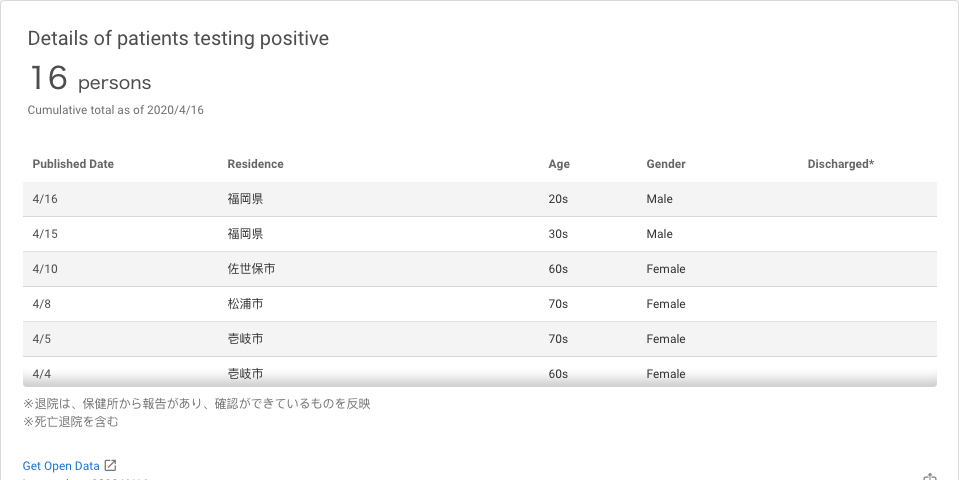 Details of patients testing positive
16 persons
Cumulative total as of 2020/4/16
Published Date Residence Age Gender Discharged*
4/16 福岡県 20s Male
4/15 福岡県 30s Male
4/10 佐世保市 60s Female
4/8 松浦市 70s Female
4/5 壱岐市 70s Female
4/4 壱岐市 60s Female
※退院は、保健所から報告があり、確認ができているものを反映
※死亡退院を含む
Get Open Data